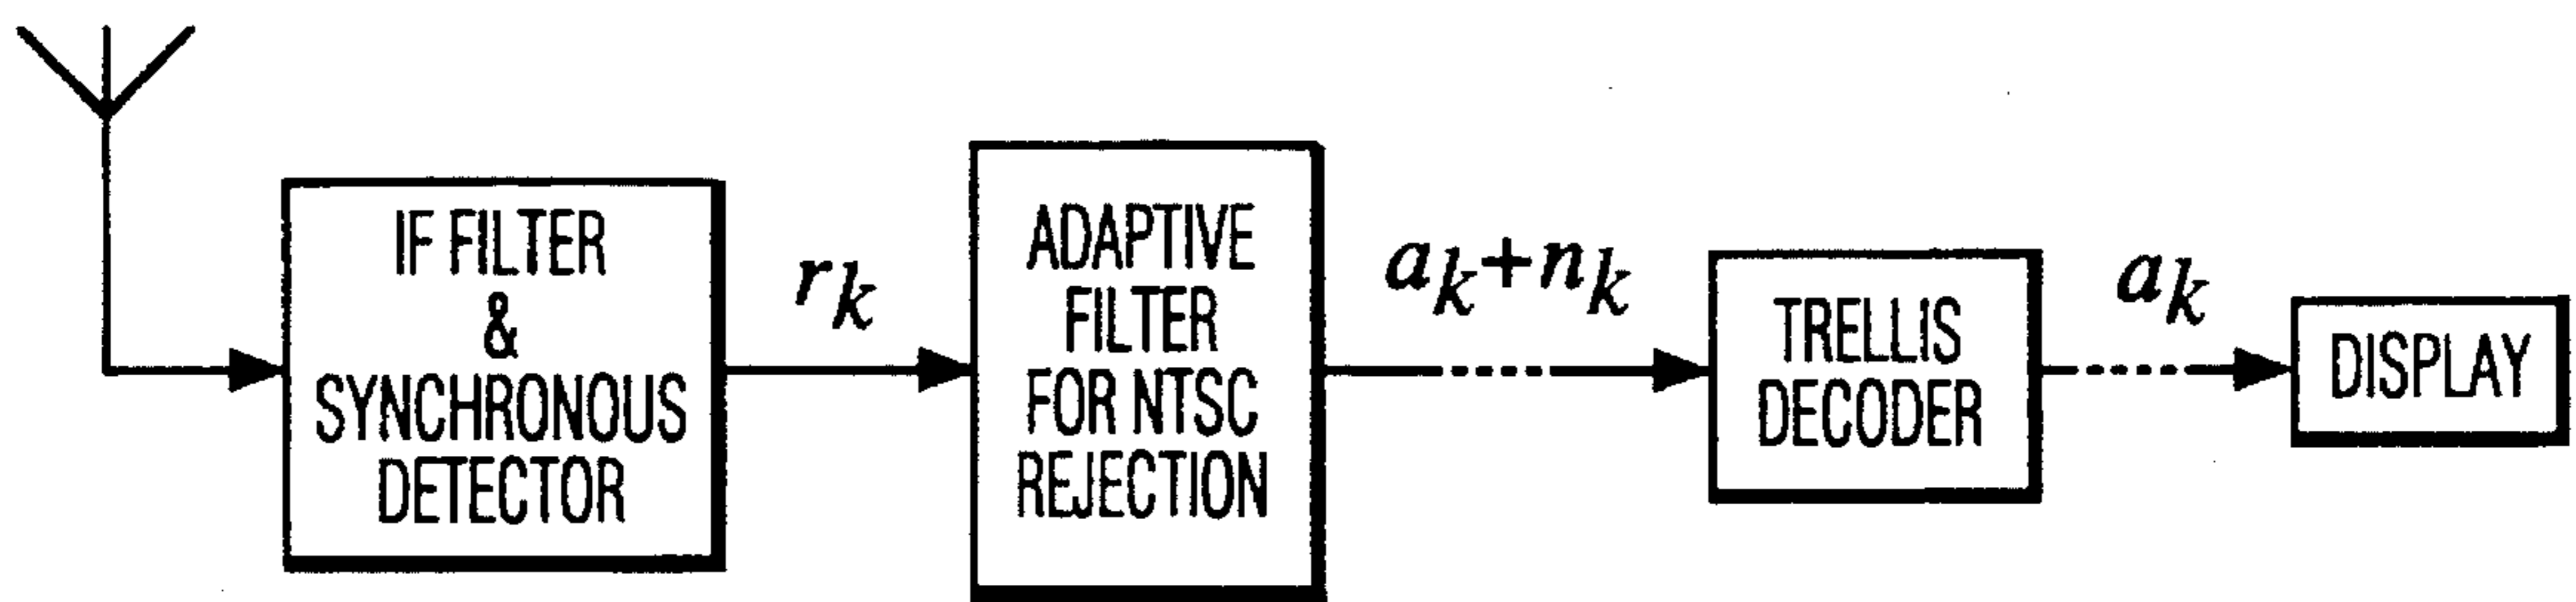 IF FILTER
&
SYNCHRONOUS
DETECTOR
r_k
ADAPTIVE
FILTER
FOR NTSC
REJECTION
a_k+n_k
TRELLIS
DECODER
a_k
DISPLAY